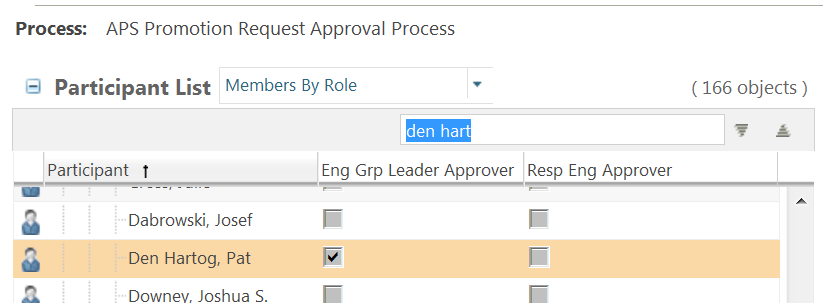 Process: APS Promotion Request Approval Process
Participant List Members By Role ( 166 objects )
den hart
Participant ↑ Eng Grp Leader Approver Resp Eng Approver
Dabrowski, Josef
Den Hartog, Pat
Downey, Joshua S.